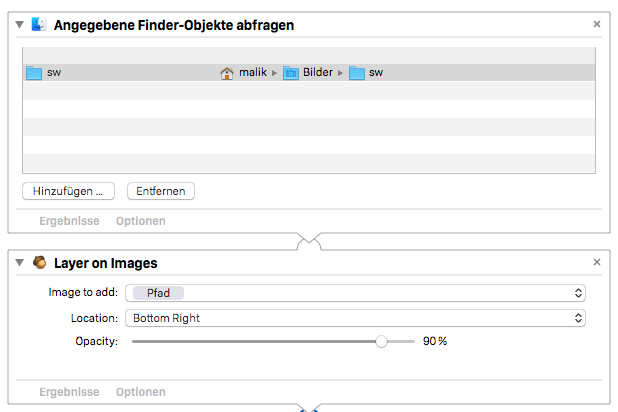 Angegebene Finder-Objekte abfragen
sw malik Bilder sw
Hinzufügen ... Entfernen
Ergebnisse Optionen
Layer on Images
Image to add: Pfad
Location: Bottom Right
Opacity: 90 %
Ergebnisse Optionen